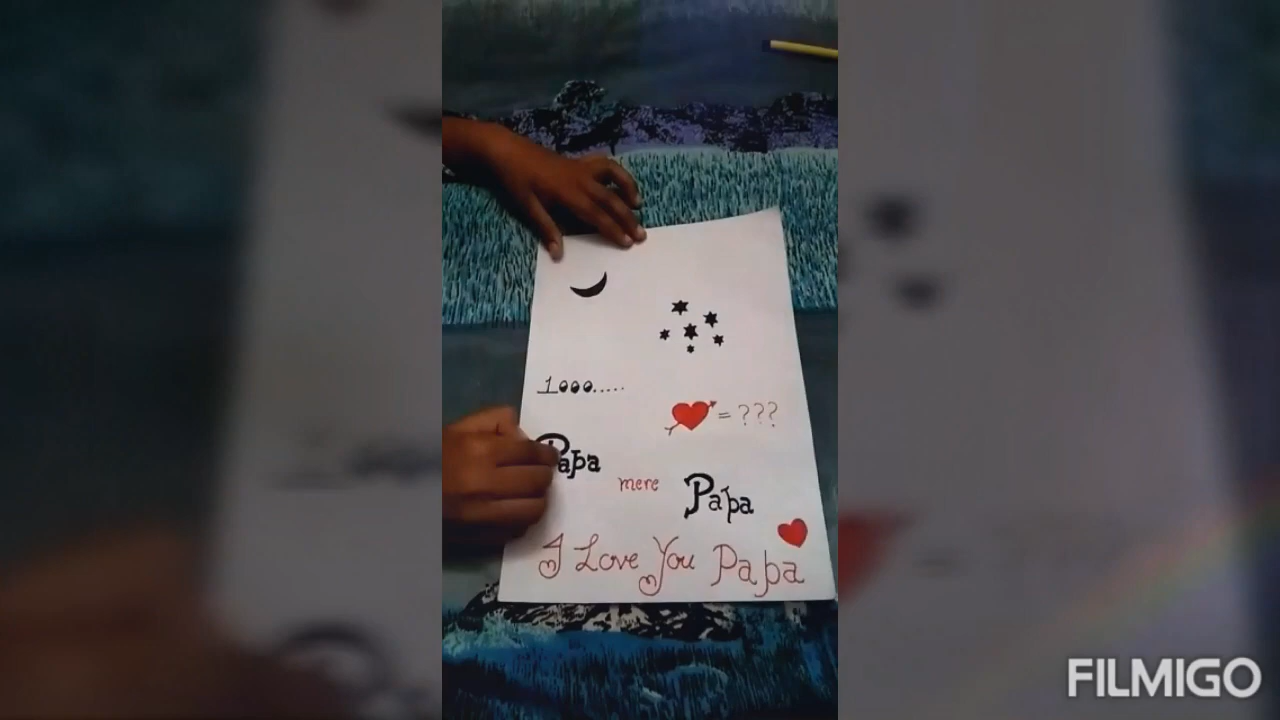 1000.....
= ???
Papa mere Papa
I Love You Papa
FILMIGO